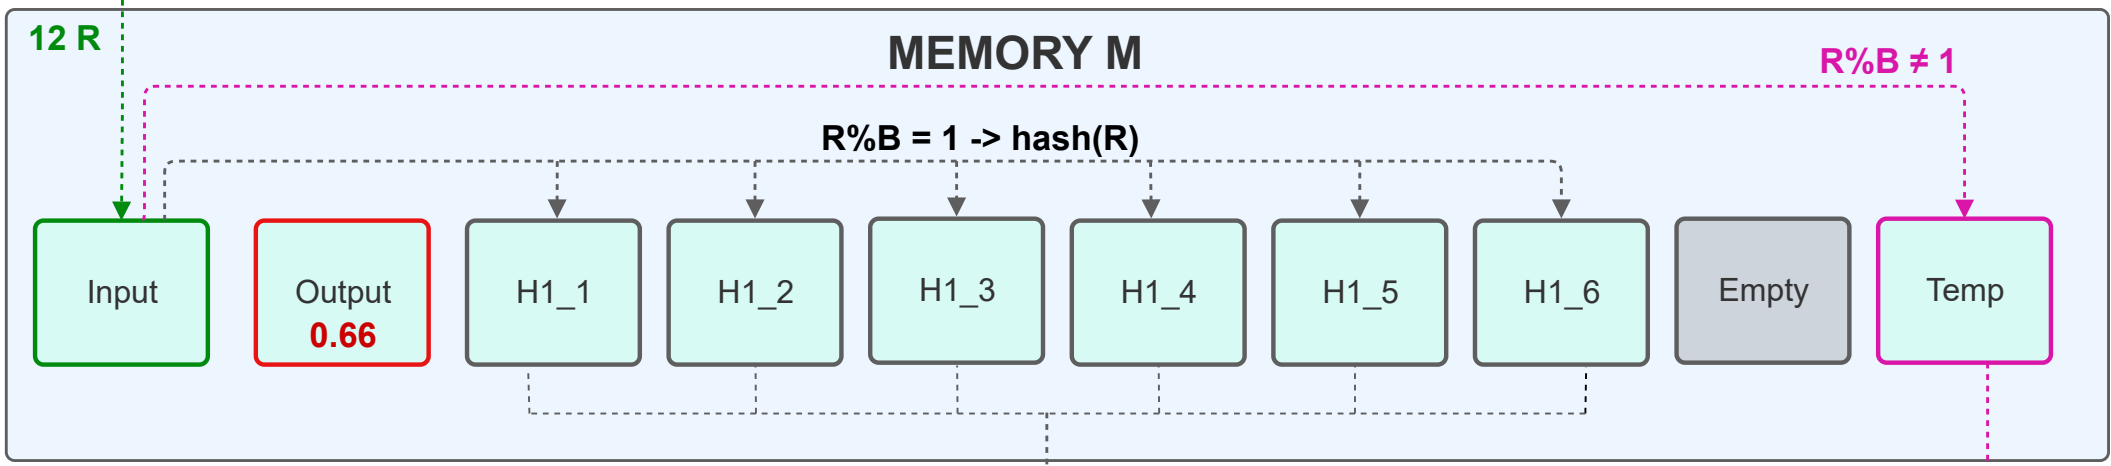 12 R
MEMORY M
R%B ≠ 1
R%B = 1 -> hash(R)
Input
Output
0.66
H1_1
H1_2
H1_3
H1_4
H1_5
H1_6
Empty
Temp